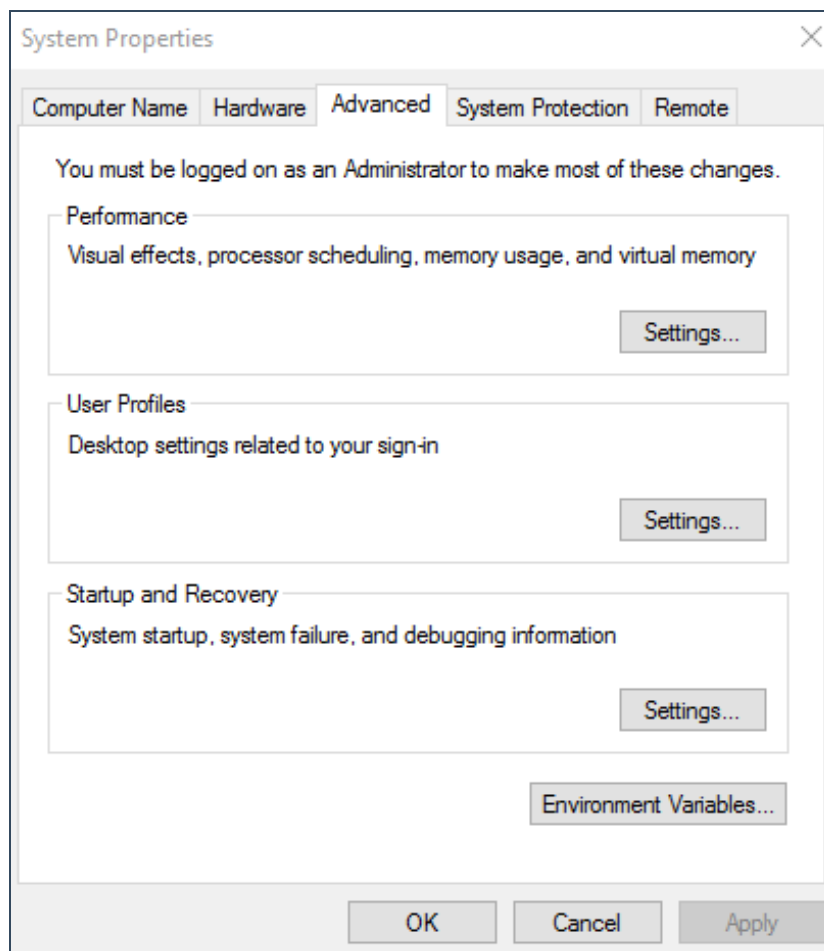 System Properties
Computer Name Hardware Advanced System Protection Remote
You must be logged on as an Administrator to make most of these changes.
Performance
Visual effects, processor scheduling, memory usage, and virtual memory
Settings...
User Profiles
Desktop settings related to your sign-in
Settings...
Startup and Recovery
System startup, system failure, and debugging information
Settings...
Environment Variables...
OK Cancel Apply